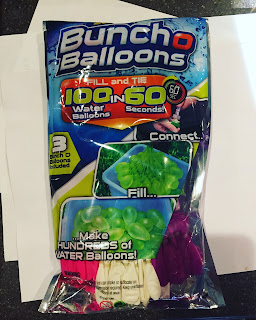 Bunch O
Balloons
FILL and TIE
100 IN 60
Water
Balloons
Seconds!
60
Connect...
3
Bunch O
Balloons
Included
Fill...
...Make
HUNDREDS of
WATER Balloons!